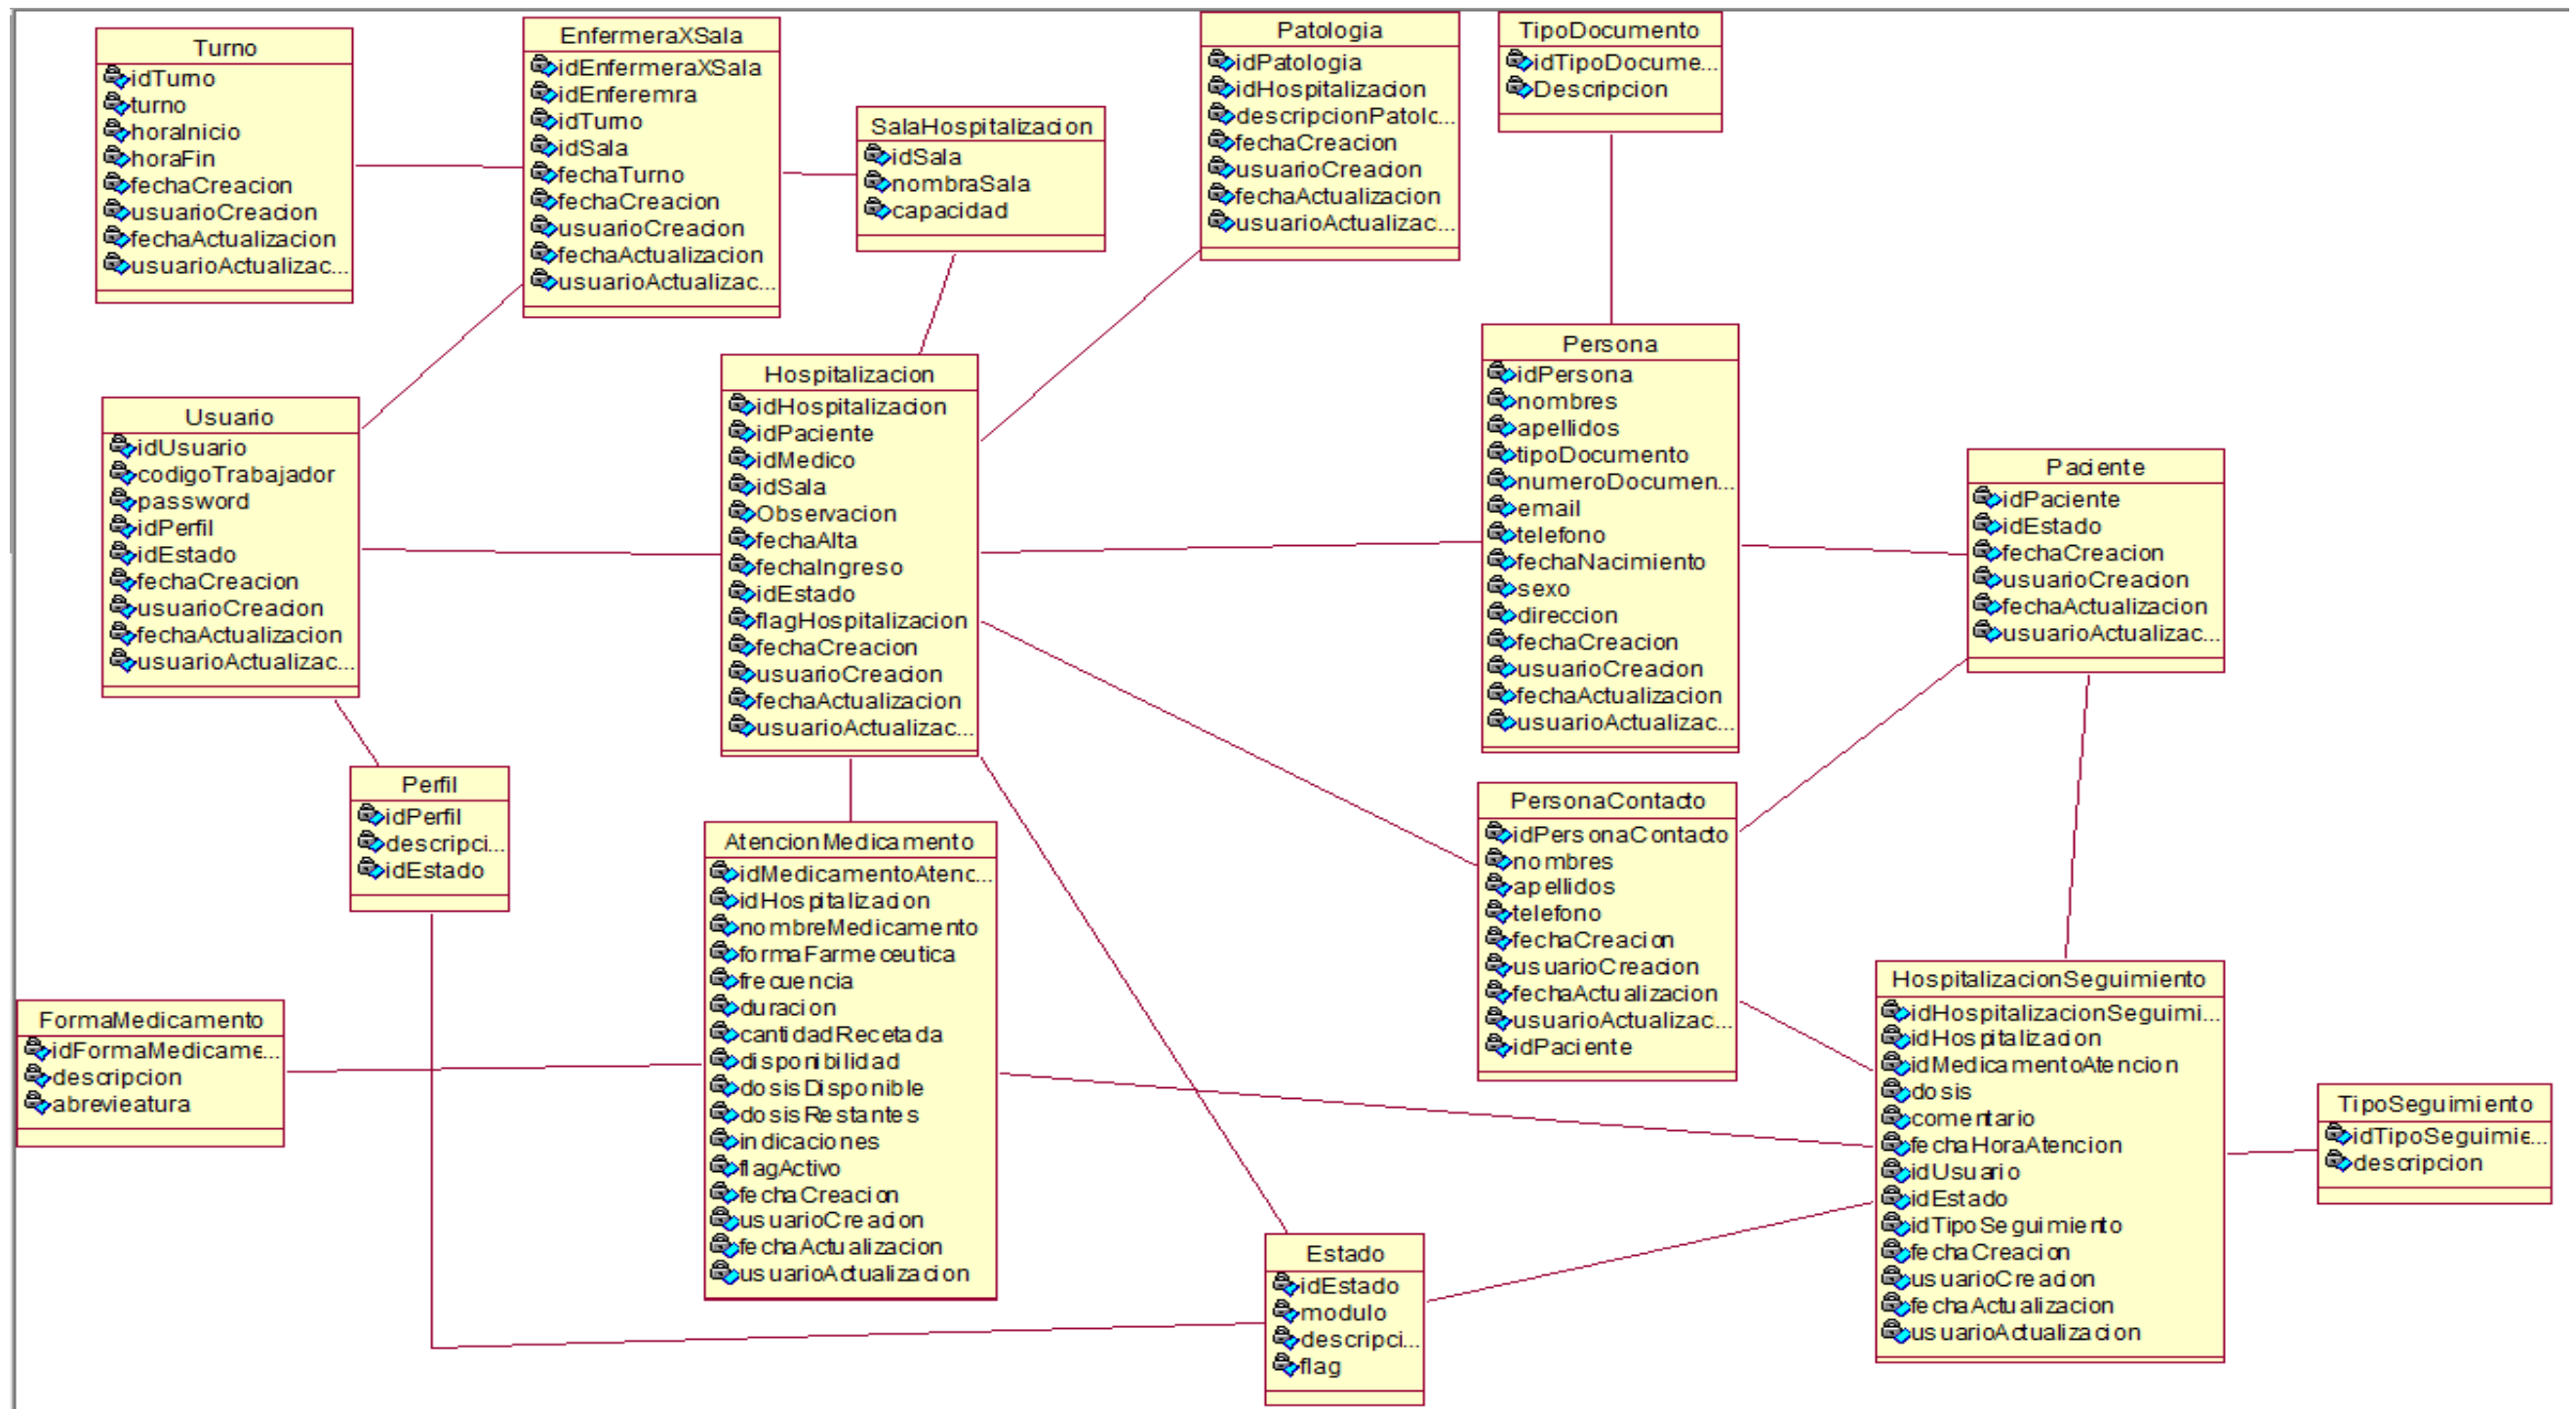 Turno
idTurno
turno
horaInicio
horaFin
fechaCreacion
usuarioCreacion
fechaActualizacion
usuarioActualizac...
EnfermeraXSala
idEnfermeraXSala
idEnferemra
idTurno
idSala
fechaTurno
fechaCreacion
usuarioCreacion
fechaActualizacion
usuarioActualizac...
SalaHospitalizacion
idSala
nombraSala
capacidad
Patologia
idPatologia
idHospitalizacion
descripcionPatolc...
fechaCreacion
usuarioCreacion
fechaActualizacion
usuarioActualizac...
TipoDocumento
idTipoDocume...
Descripcion
Usuario
idUsuario
codigoTrabajador
password
idPerfil
idEstado
fechaCreacion
usuarioCreacion
fechaActualizacion
usuarioActualizac...
Hospitalizacion
idHospitalizacion
idPaciente
idMedico
idSala
Observacion
fechaAlta
fechaIngreso
idEstado
flagHospitalizacion
fechaCreacion
usuarioCreacion
fechaActualizacion
usuarioActualizac...
Persona
idPersona
nombres
apellidos
tipoDocumento
numeroDocumen...
email
telefono
fechaNacimiento
sexo
direccion
fechaCreacion
usuarioCreacion
fechaActualizacion
usuarioActualizac...
Paciente
idPaciente
idEstado
fechaCreacion
usuarioCreacion
fechaActualizacion
usuarioActualizac...
Perfil
idPerfil
descripci...
idEstado
AtencionMedicamento
idMedicamentoAtenc...
idHospitalizacion
nombreMedicamento
formaFarmeceutica
frecuencia
duracion
cantidadRecetada
disponibilidad
dosisDisponible
dosisRestantes
indicaciones
flagActivo
fechaCreacion
usuarioCreacion
fechaActualizacion
usuarioActualizacion
PersonaContacto
idPersonaContacto
nombres
apellidos
telefono
fechaCreacion
usuarioCreacion
fechaActualizacion
usuarioActualizac...
idPaciente
FormaMedicamento
idFormaMedicame...
descripcion
abrevieatura
HospitalizacionSeguimiento
idHospitalizacionSeguimi...
idHospitalizacion
idMedicamentoAtencion
dosis
comentario
fechaHoraAtencion
idUsuario
idEstado
idTipoSeguimiento
fechaCreacion
usuarioCreacion
fechaActualizacion
usuarioActualizacion
TipoSeguimiento
idTipoSeguimie...
descripcion
Estado
idEstado
modulo
descripci...
flag